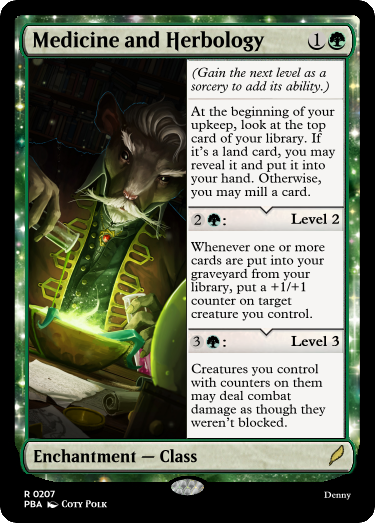 Medicine and Herbology 1
(Gain the next level as a
sorcery to add its ability.)
At the beginning of your
upkeep, look at the top
card of your library. If
it's a land card, you may
reveal it and put it into
your hand. Otherwise,
you may mill a card.
2 : Level 2
Whenever one or more
cards are put into your
graveyard from your
library, put a +1/+1
counter on target
creature you control.
3 : Level 3
Creatures you control
with counters on them
may deal combat
damage as though they
weren't blocked.
Enchantment — Class
R 0207
PBA Coty Polk
Denny